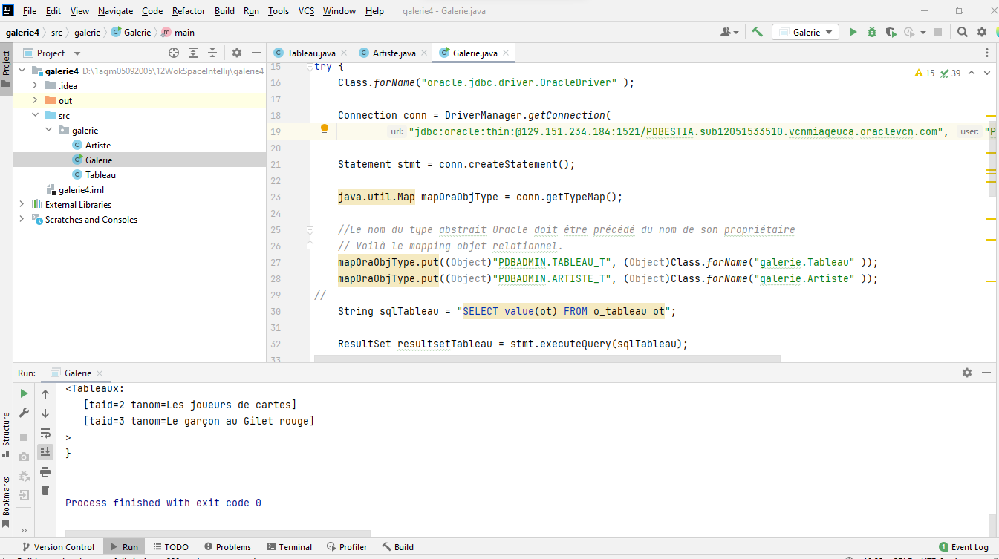 File Edit View Navigate Code Refactor Build Run Tools VCS Window Help galerie4 - Galerie.java
galerie4 src galerie Galerie main
Galerie
Project
Project
galerie4 D:\1agm05092005\12WokSpaceIntellij\galerie4
.idea
out
src
galerie
Artiste
Galerie
Tableau
galerie4.iml
External Libraries
Scratches and Consoles
Tableau.java Artiste.java Galerie.java
15 39
15 try {
16 Class.forName("oracle.jdbc.driver.OracleDriver" );
17
18 Connection conn = DriverManager.getConnection(
19 url: "jdbc:oracle:thin:@129.151.234.184:1521/PDBESTIA.sub12051533510.vcnmiageuca.oraclevcn.com", user: "P
20
21 Statement stmt = conn.createStatement();
22
23 java.util.Map mapOraObjType = conn.getTypeMap();
24
25 //Le nom du type abstrait Oracle doit être précédé du nom de son propriétaire
26 // Voilà le mapping objet relationnel.
27 mapOraObjType.put((Object)"PDBADMIN.TABLEAU_T", (Object)Class.forName("galerie.Tableau" ));
28 mapOraObjType.put((Object)"PDBADMIN.ARTISTE_T", (Object)Class.forName("galerie.Artiste" ));
29 //
30 String sqlTableau = "SELECT value(ot) FROM o_tableau ot";
31
32 ResultSet resultsetTableau = stmt.executeQuery(sqlTableau);
33
Run: Galerie
<Tableaux:
[taid=2 tanom=Les joueurs de cartes]
[taid=3 tanom=Le garçon au Gilet rouge]
>
}
Process finished with exit code 0
Structure
Bookmarks
Version Control Run TODO Problems Terminal Profiler Build 1 Event Log